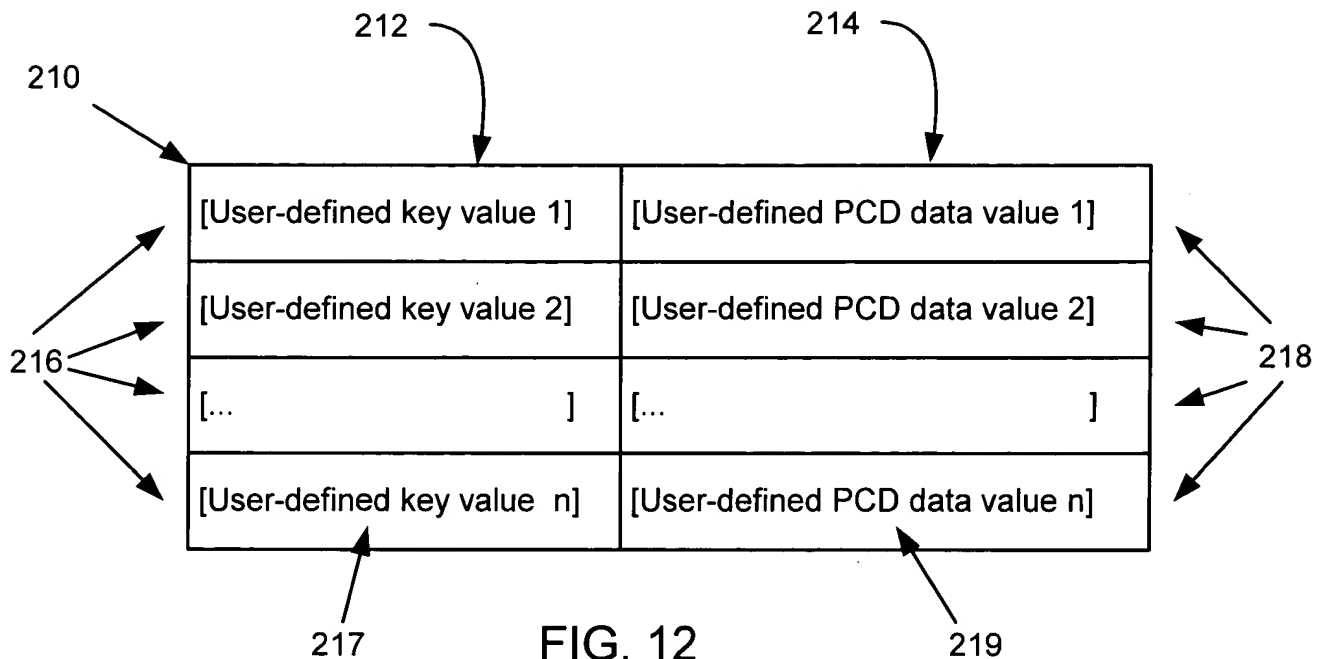 212
214
210
[User-defined key value 1]
[User-defined PCD data value 1]
[User-defined key value 2]
[User-defined PCD data value 2]
216
218
[... ]
[... ]
[User-defined key value n]
[User-defined PCD data value n]
217
FIG. 12
219